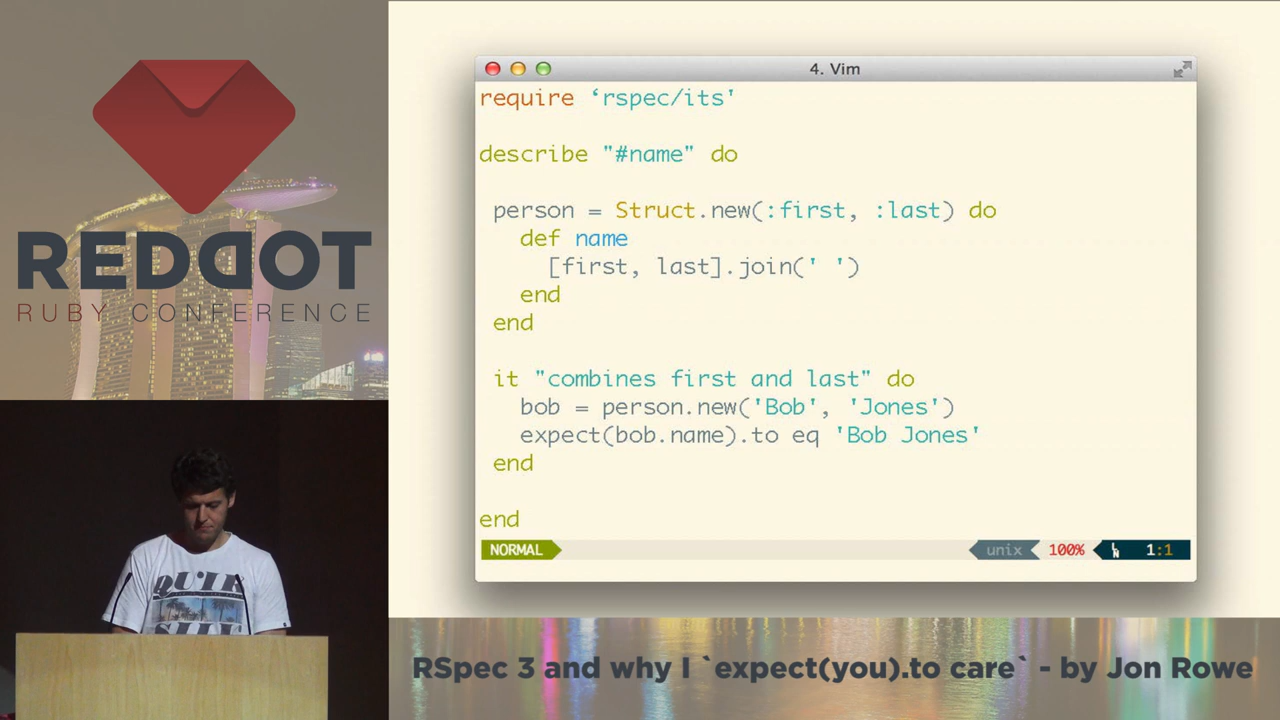 REDDOT
RUBY CONFERENCE
4. Vim
require ‘rspec/its'
describe "#name" do
person = Struct.new(:first, :last) do
def name
[first, last].join(' ')
end
end
it "combines first and last" do
bob = person.new('Bob', 'Jones')
expect(bob.name).to eq 'Bob Jones'
end
end
NORMAL
unix 100% 1:1
RSpec 3 and why I `expect(you).to care` - by Jon Rowe